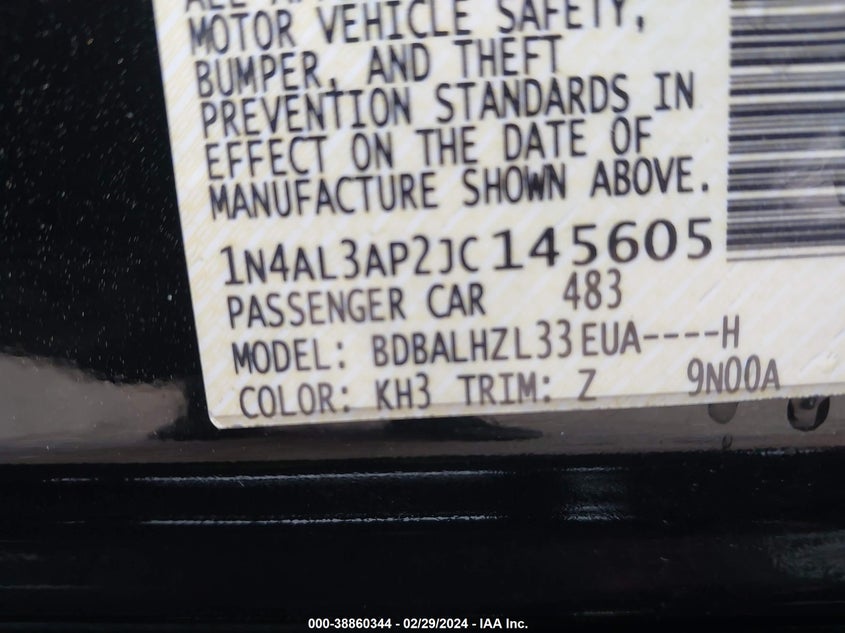 MOTOR VEHICLE SAFETY,
BUMPER, AND THEFT
PREVENTION STANDARDS IN
EFFECT ON THE DATE OF
MANUFACTURE SHOWN ABOVE.
1N4AL3AP2JC145605
PASSENGER CAR 483
MODEL: BDBALHZL33EUA----H
COLOR: KH3 TRIM: Z 9N00A
000-38860344 - 02/29/2024 - IAA Inc.